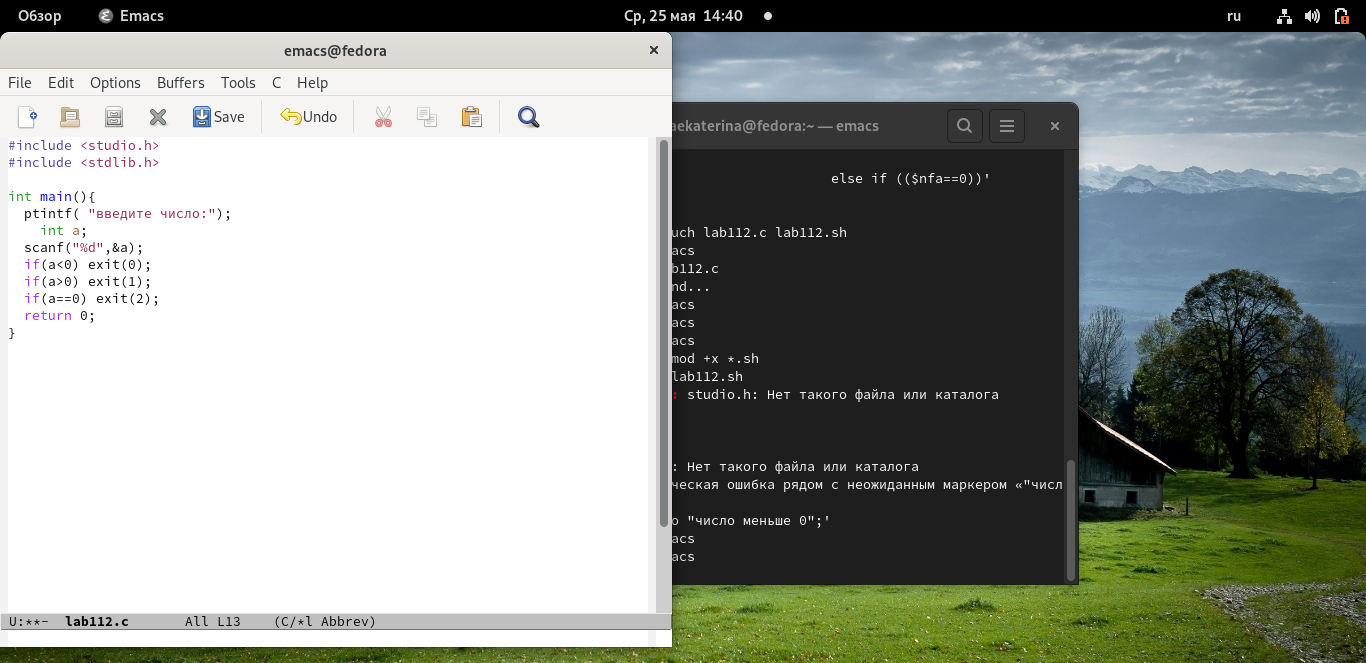 Обзор Emacs Ср, 25 мая 14:40 ru
emacs@fedora
File Edit Options Buffers Tools C Help
Save Undo
#include <studio.h>
#include <stdlib.h>
int main(){
ptintf( "введите число:");
int a;
scanf("%d",&a);
if(a<0) exit(0);
if(a>0) exit(1);
if(a==0) exit(2);
return 0;
}
U:**- lab112.c All L13 (C/*l Abbrev)
aekaterina@fedora:~ — emacs
else if (($nfa==0))'
uch lab112.c lab112.sh
acs
b112.c
nd...
acs
acs
acs
mod +x *.sh
lab112.sh
: studio.h: Нет такого файла или каталога
: Нет такого файла или каталога
ческая ошибка рядом с неожиданным маркером «"числ
о "число меньше 0";'
acs
acs